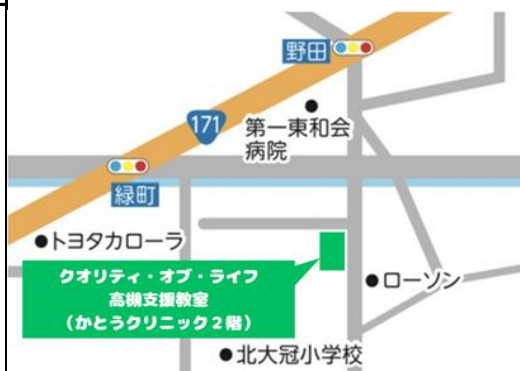 野田
171
第一東和会
病院
緑町
トヨタカローラ
クオリティ・オブ・ライフ
高槻支援教室
（かとうクリニック２階）
ローソン
北大冠小学校